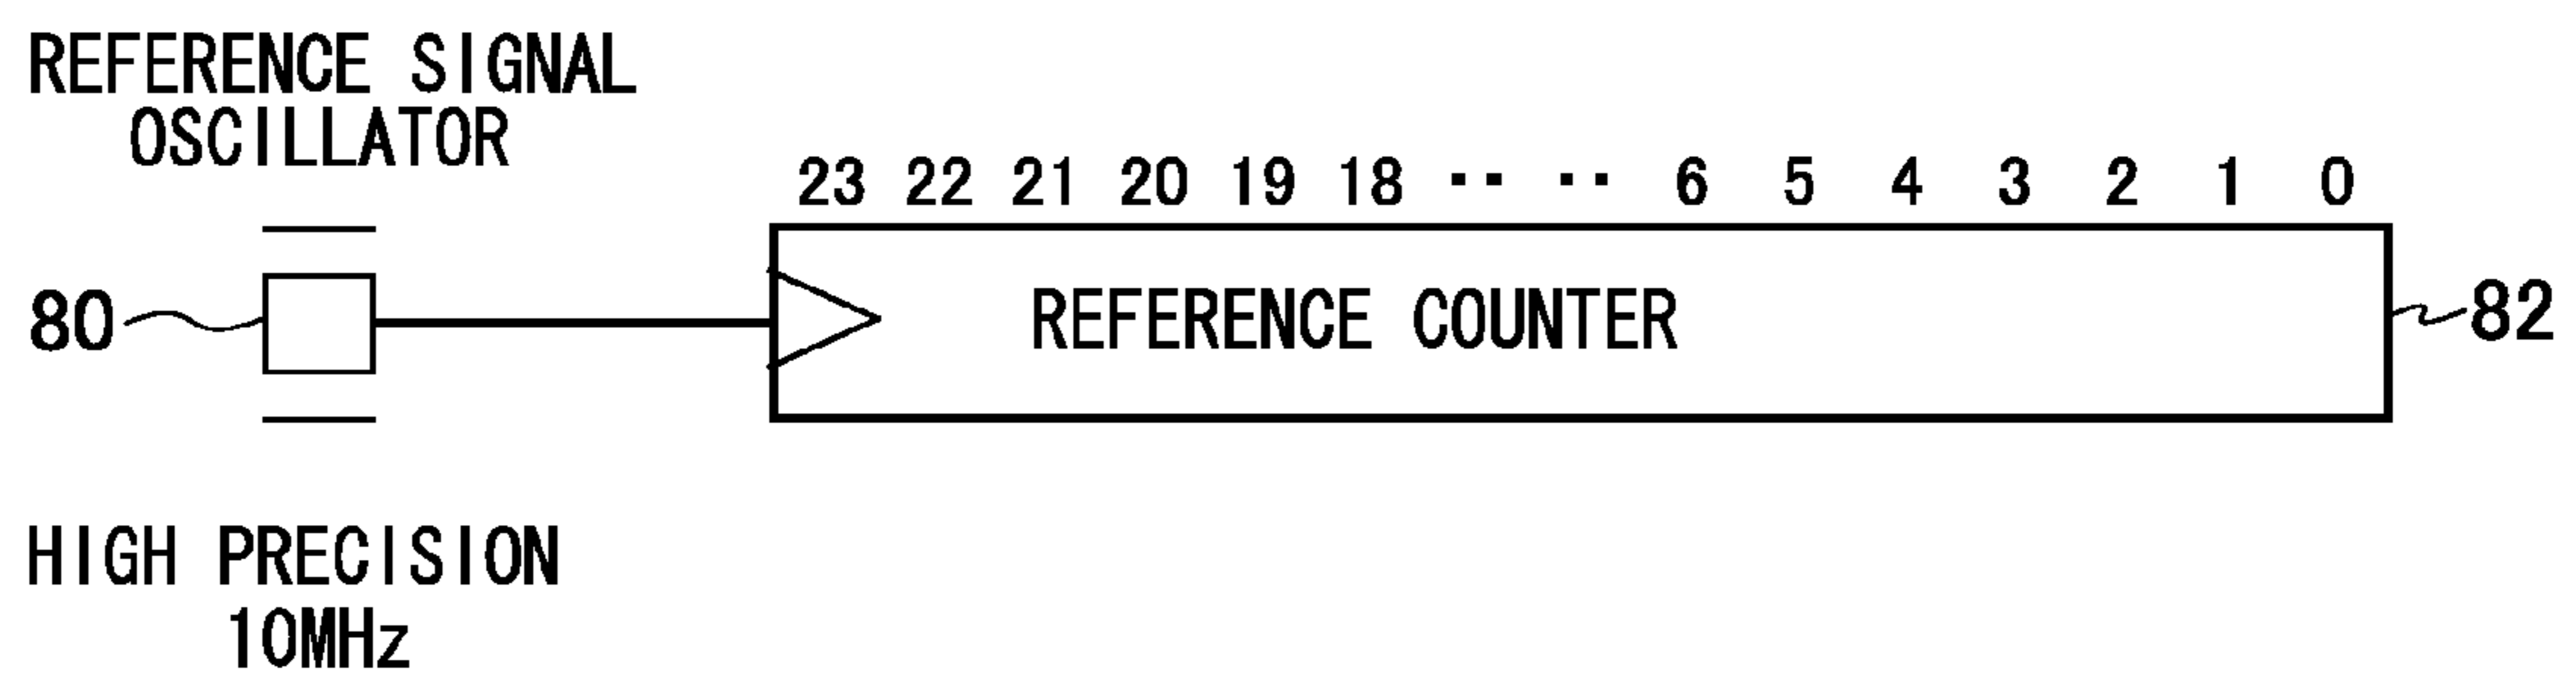 REFERENCE SIGNAL
OSCILLATOR
23 22 21 20 19 18 ‥ ‥ 6 5 4 3 2 1 0
80
REFERENCE COUNTER
82
HIGH PRECISION
10MHz